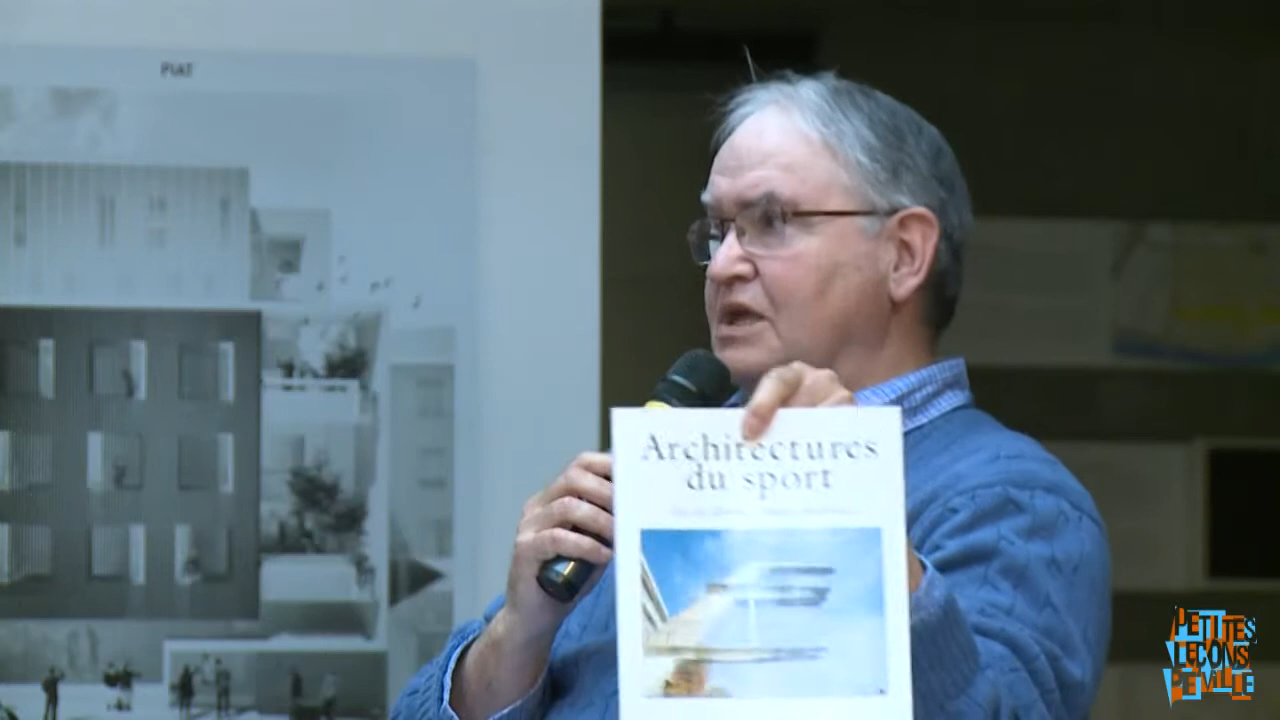 PIAT
Architectures
du sport
PETITES
LEÇONS
DE VILLE